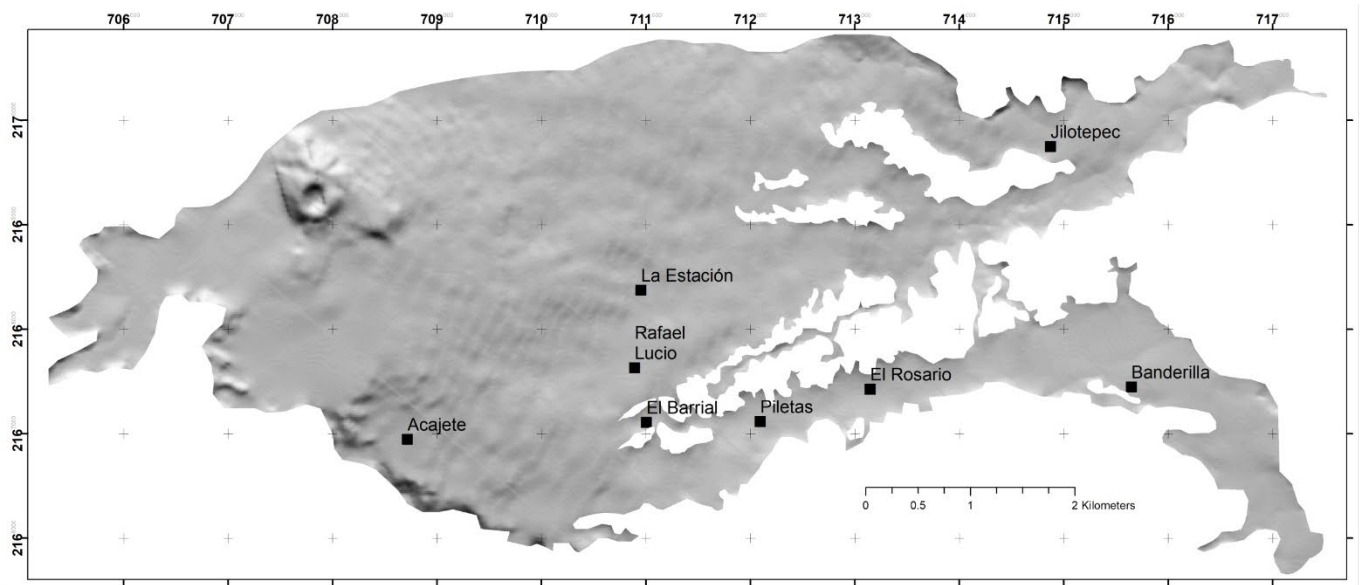 706 707 708 709 710 711 712 713 714 715 716 717
217
Jilotepec
216
La Estación
216
Rafael
Lucio
El Rosario
Banderilla
El Barrial
Piletas
216
Acajete
0 0.5 1 2 Kilometers
216